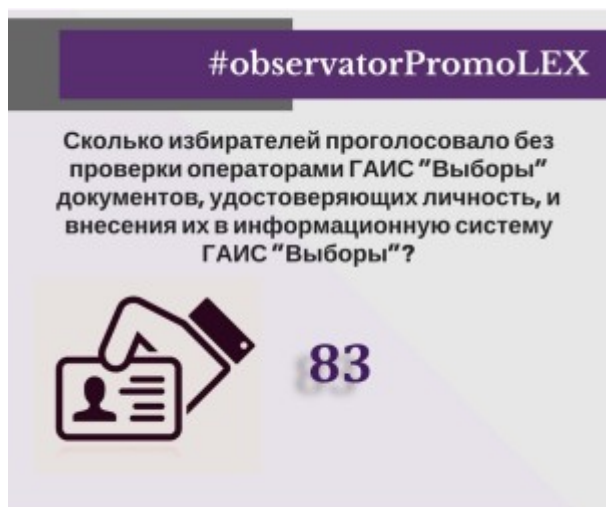 #observatorPromoLEX
Сколько избирателей проголосовало без
проверки операторами ГАИС "Выборы"
документов, удостоверяющих личность, и
внесения их в информационную систему
ГАИС "Выборы"?
83